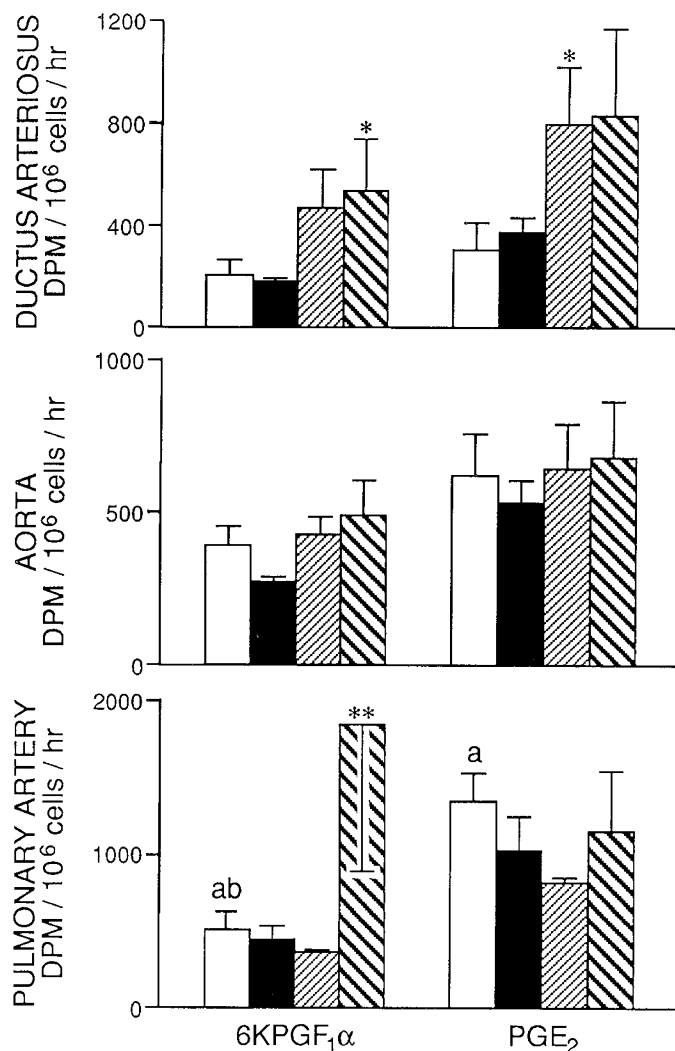 DUCTUS ARTERIOSUS
DPM / 10⁶ cells / hr
1200
800
400
0
*
*
AORTA
DPM / 10⁶ cells / hr
1000
500
0
PULMONARY ARTERY
DPM / 10⁶ cells / hr
2000
1000
0
ab
**
a
6KPGF₁α
PGE₂